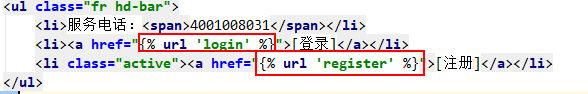 <ul class="fr hd-bar">
<li>服务电话：<span>4001008031</span></li>
<li><a href="{% url 'login' %}">[登录]</a></li>
<li class="active"><a href="{% url 'register' %}">[注册]</a></li>
</ul>